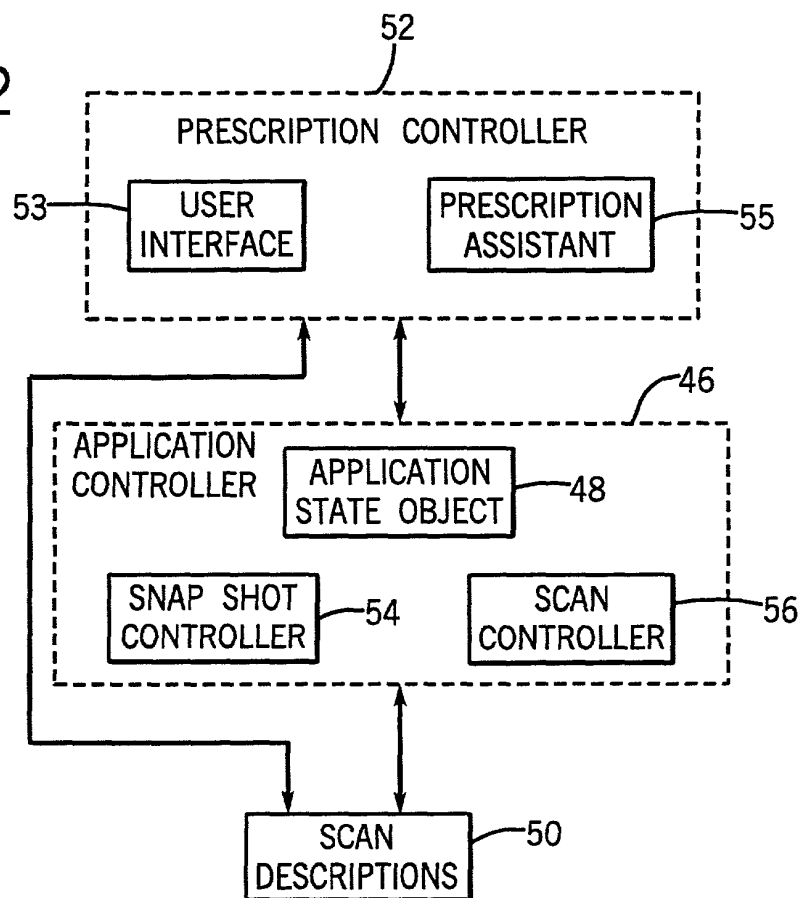 52
2
PRESCRIPTION CONTROLLER
53
USER
INTERFACE
PRESCRIPTION
ASSISTANT
55
46
APPLICATION
CONTROLLER
APPLICATION
STATE OBJECT
48
SNAP SHOT
CONTROLLER
54
SCAN
CONTROLLER
56
SCAN
DESCRIPTIONS
50